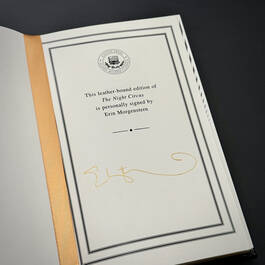 This leather-bound edition of
The Night Circus
is personally signed by
Erin Morgenstern